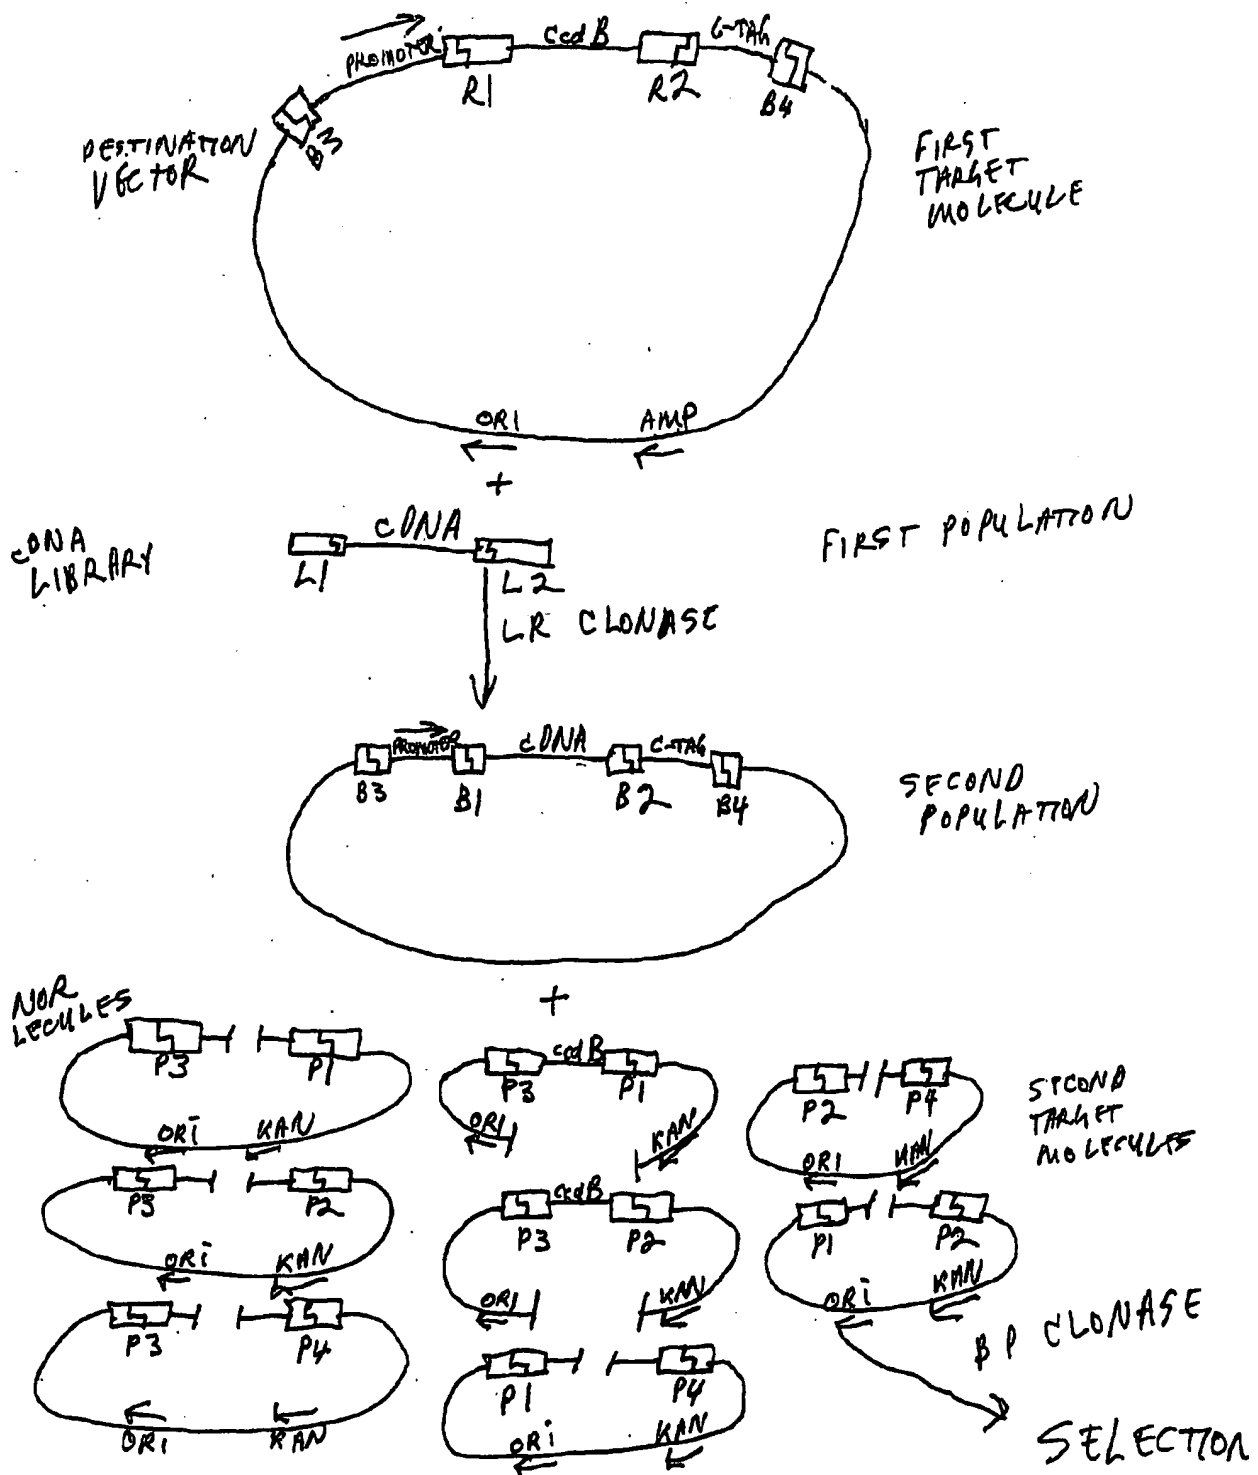 PROMOTER
ccdB
C-TAG
R1
R2
B4
B3
DESTINATION
VECTOR
FIRST
TARGET
MOLECULE
ORI
AMP
+
cDNA
LIBRARY
cDNA
L1
L2
FIRST POPULATION
LR CLONASE
PROMOTER
cDNA
C-TAG
B3
B1
B2
B4
SECOND
POPULATION
+
NOR
LECULES
P3
P1
ORI
KAN
ccdB
P3
P1
ORI
KAN
P2
P4
ORI
KAN
SECOND
TARGET
MOLECULES
P3
P2
ORI
KAN
ccdB
P3
P2
ORI
KAN
P1
P2
ORI
KAN
P3
P4
ORI
KAN
P1
P4
ORI
KAN
BP CLONASE
SELECTION